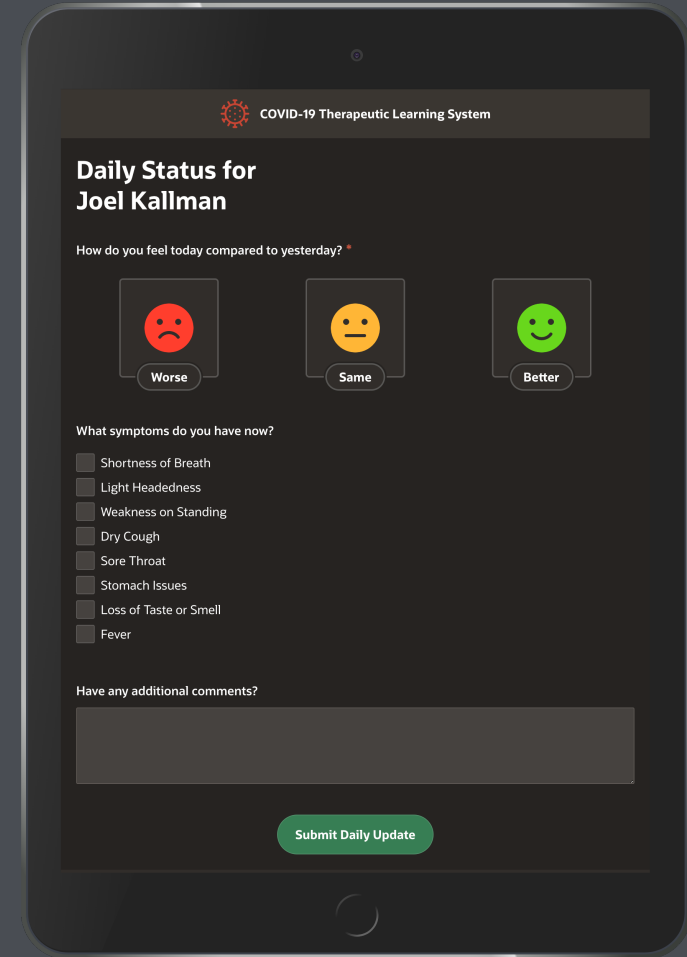 COVID-19 Therapeutic Learning System
Daily Status for
Joel Kallman
How do you feel today compared to yesterday? *
Worse
Same
Better
What symptoms do you have now?
Shortness of Breath
Light Headedness
Weakness on Standing
Dry Cough
Sore Throat
Stomach Issues
Loss of Taste or Smell
Fever
Have any additional comments?
Submit Daily Update